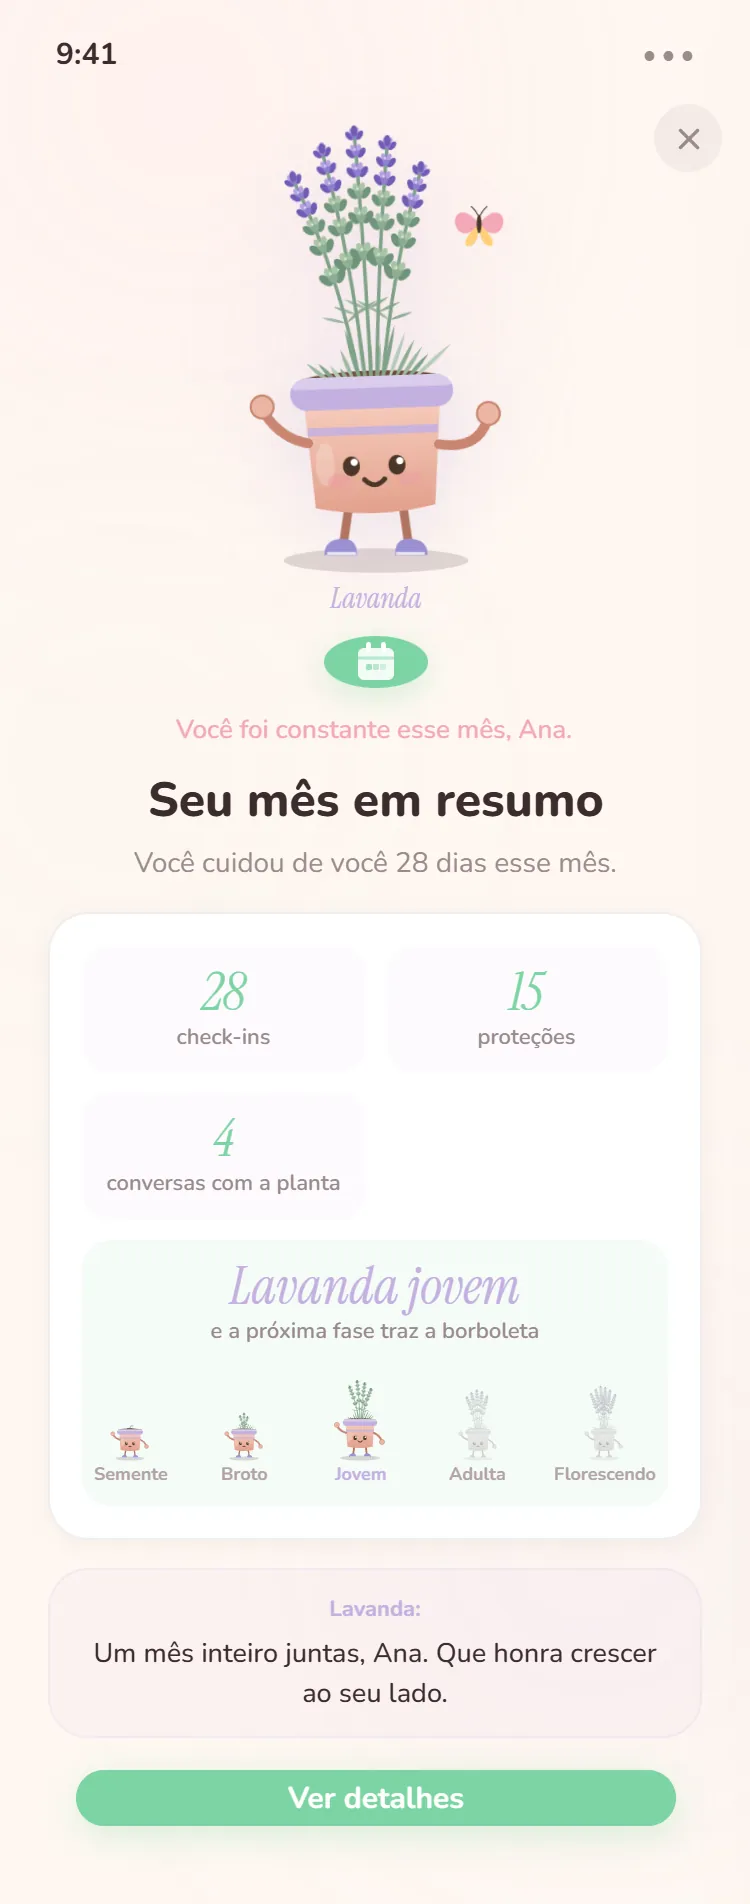 9:41
Lavanda
Você foi constante esse mês, Ana.
Seu mês em resumo
Você cuidou de você 28 dias esse mês.
28
check-ins
15
proteções
4
conversas com a planta
Lavanda jovem
e a próxima fase traz a borboleta
Semente
Broto
Jovem
Adulta
Florescendo
Lavanda:
Um mês inteiro juntas, Ana. Que honra crescer
ao seu lado.
Ver detalhes